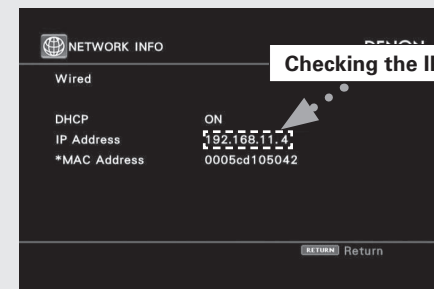 NETWORK INFO
Checking the
Wired
DHCP ON
IP Address 192.168.11.4
*MAC Address 0005cd105042
RETURN Return